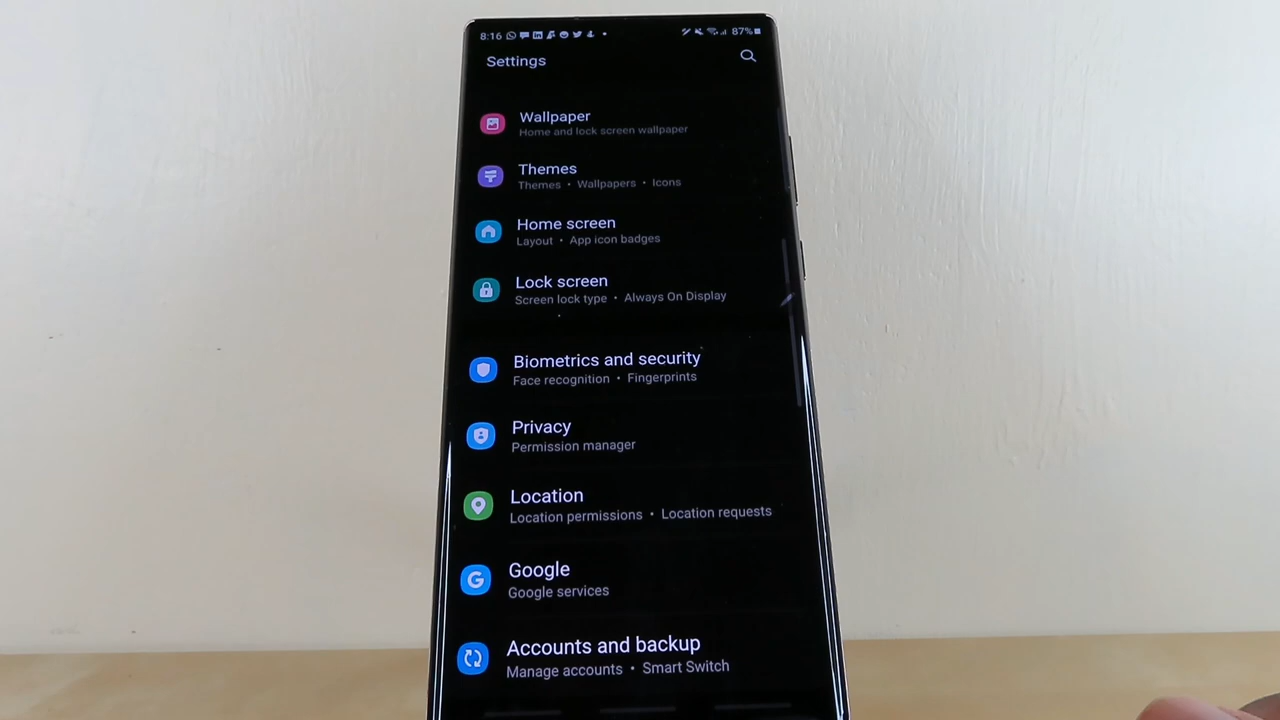 8:16 87%
Settings
Wallpaper
Home and lock screen wallpaper
Themes
Themes • Wallpapers • Icons
Home screen
Layout • App icon badges
Lock screen
Screen lock type • Always On Display
Biometrics and security
Face recognition • Fingerprints
Privacy
Permission manager
Location
Location permissions • Location requests
Google
Google services
Accounts and backup
Manage accounts • Smart Switch